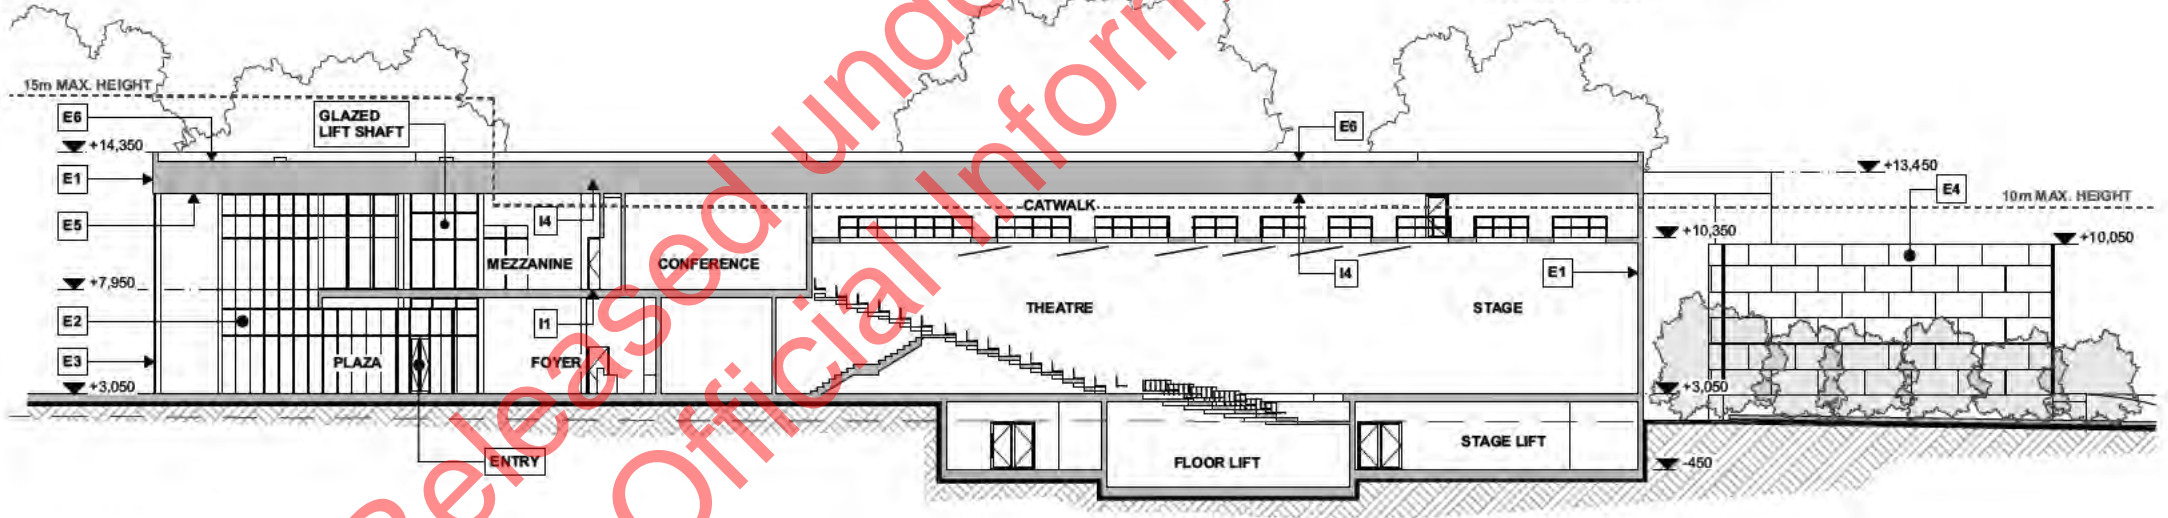 15m MAX. HEIGHT
E6
GLAZED
LIFT SHAFT
E6
+14,350
E1
+13,450
E4
10m MAX. HEIGHT
CATWALK
E5
I4
+10,350
+10,050
MEZZANINE
CONFERENCE
I4
E1
+7,950
THEATRE
STAGE
E2
I1
E3
PLAZA
FOYER
+3,050
+3,050
ENTRY
FLOOR LIFT
STAGE LIFT
-450
Released und
Official Inform